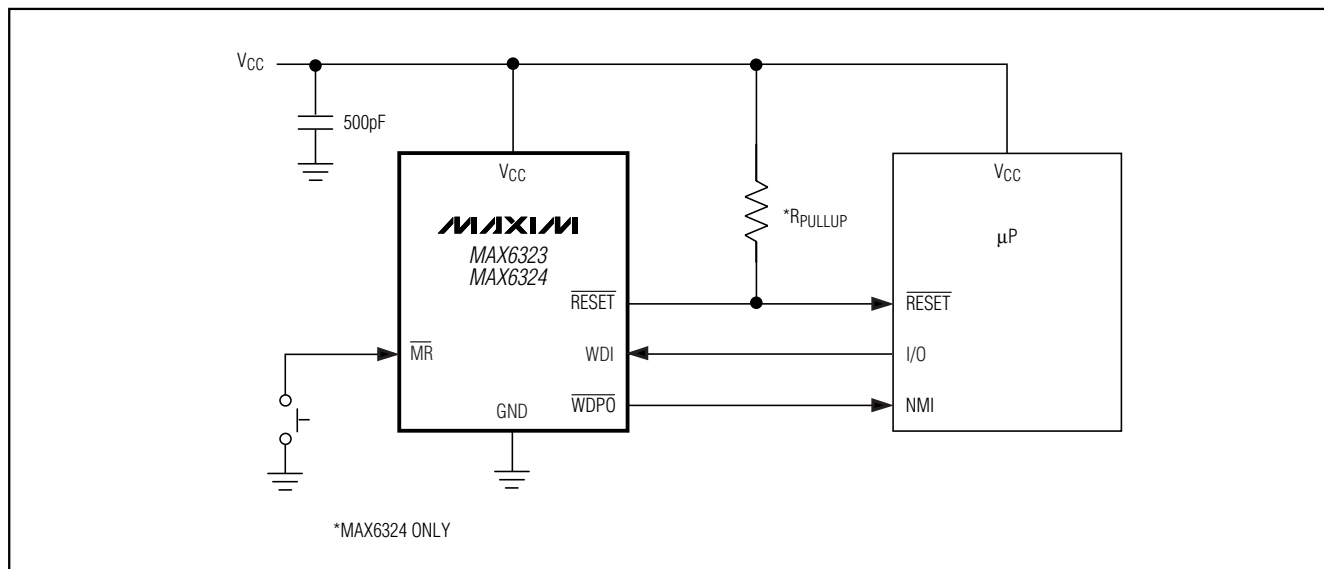 VCC
500pF
VCC
MAXIM
MAX6323
MAX6324
RESET
WDI
WDPO
MR
GND
*RPULLUP
VCC
µP
RESET
I/O
NMI
*MAX6324 ONLY